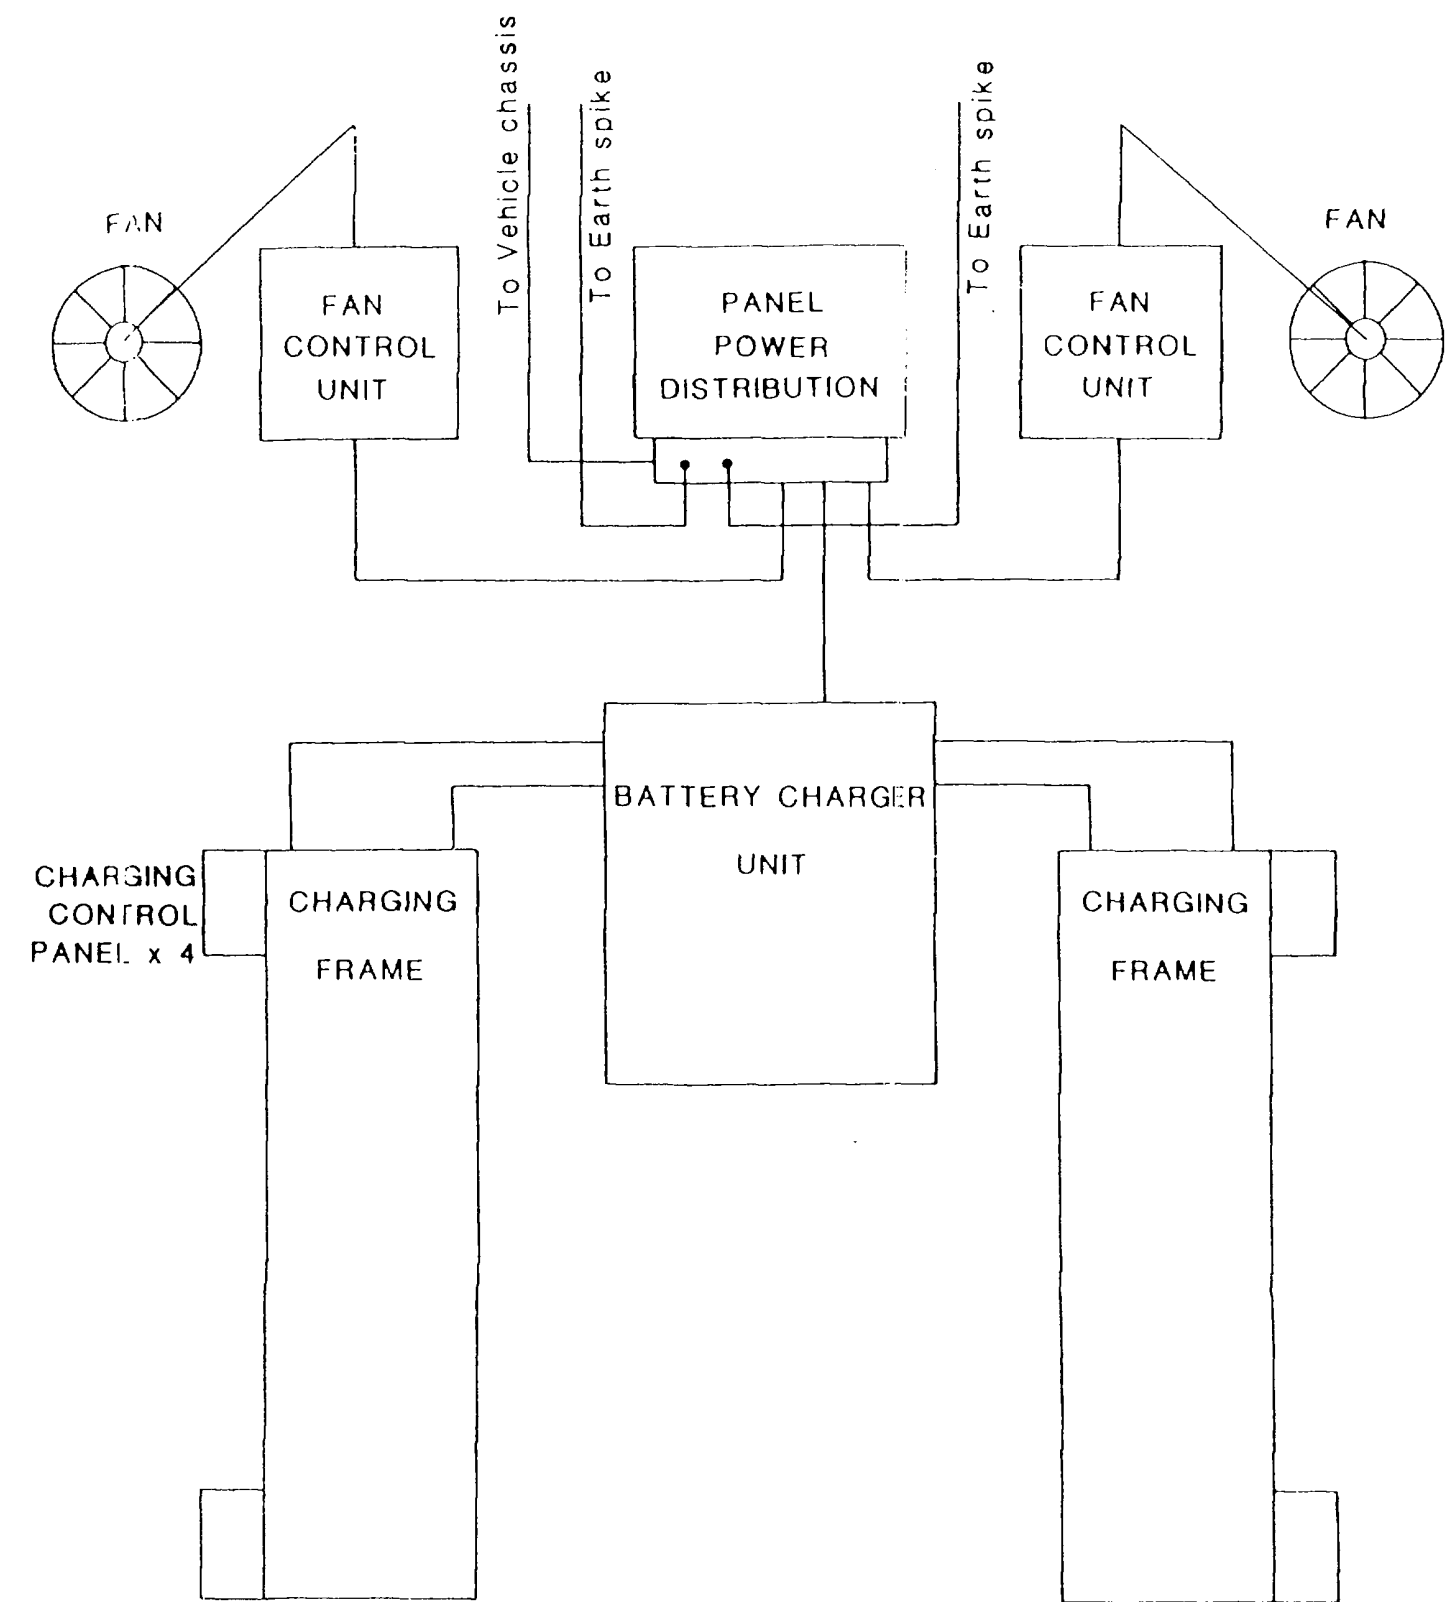 To Vehicle chassis
To Earth spike
To Earth spike
FAN
FAN
FAN
CONTROL
UNIT
PANEL
POWER
DISTRIBUTION
FAN
CONTROL
UNIT
BATTERY CHARGER
UNIT
CHARGING
CONTROL
PANEL x 4
CHARGING
FRAME
CHARGING
FRAME